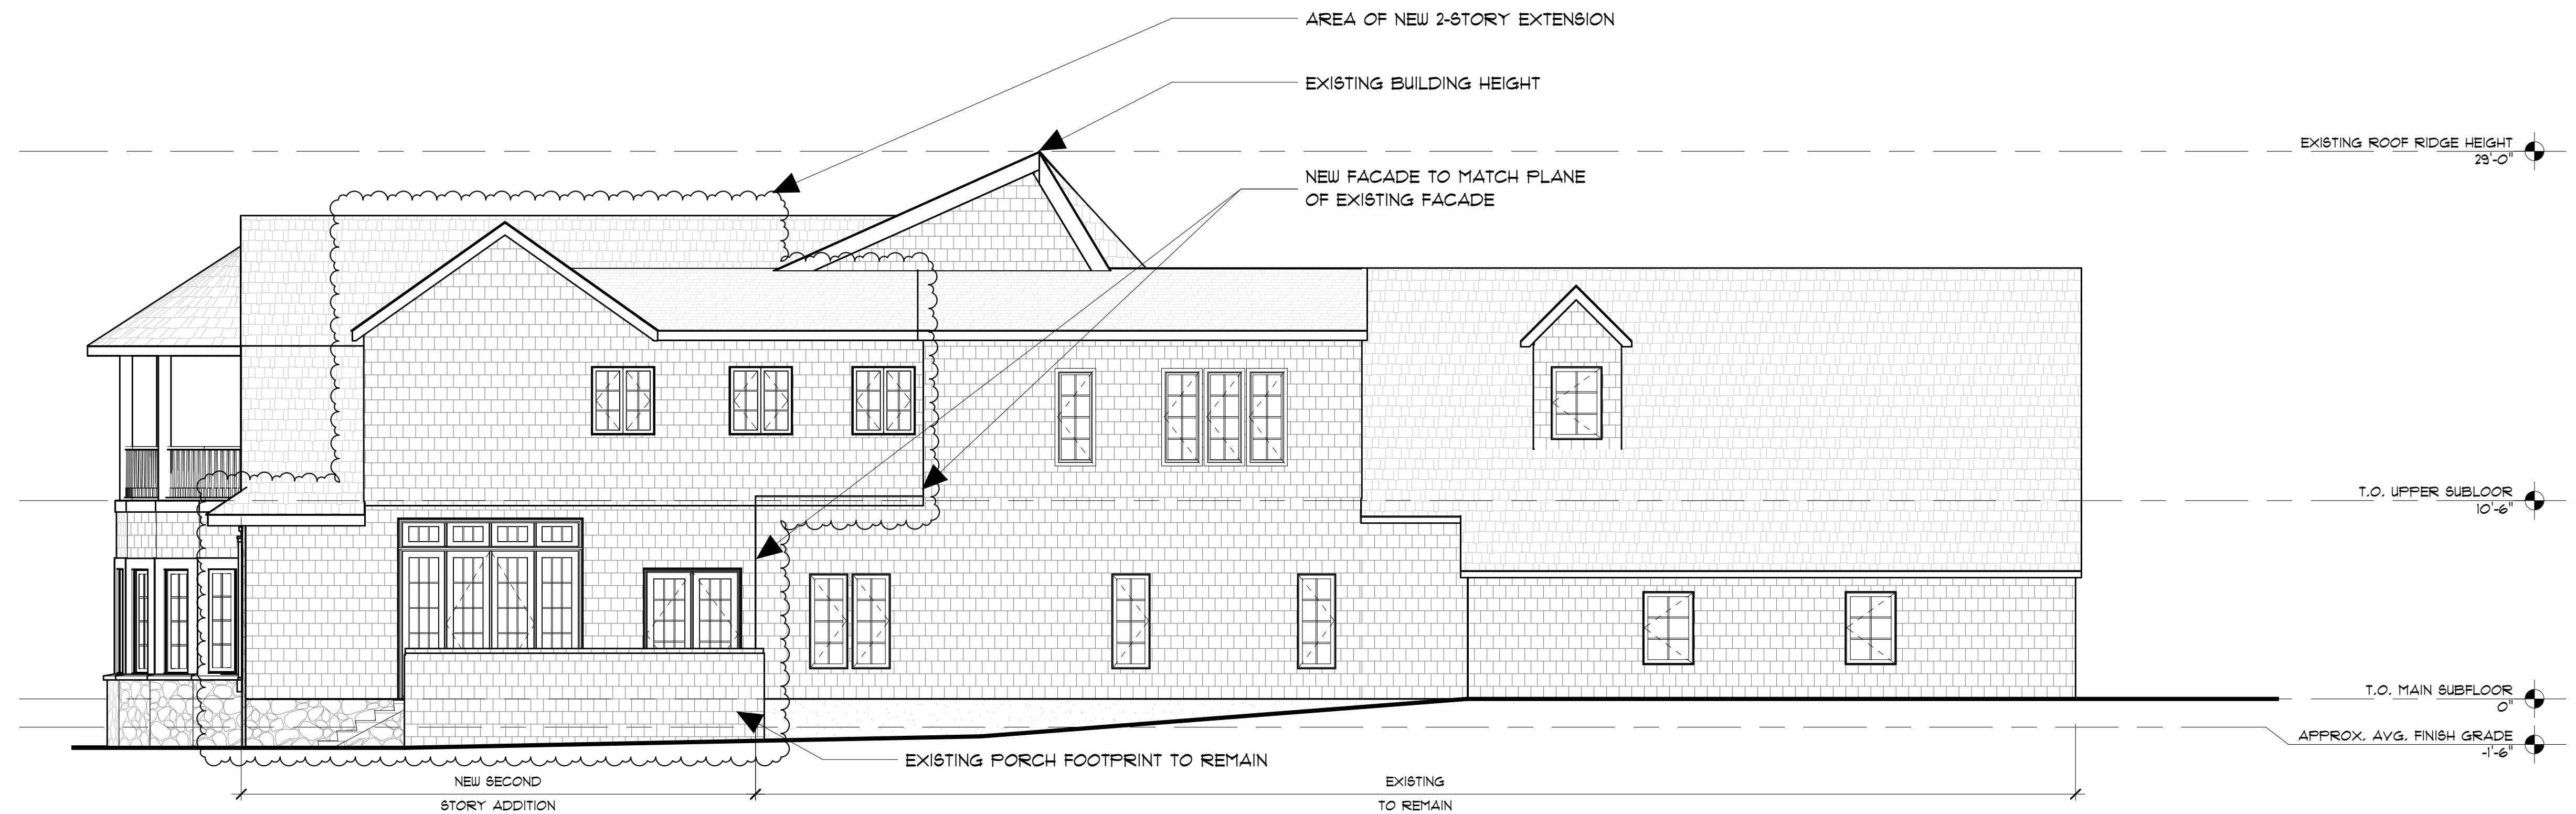 AREA OF NEW 2-STORY EXTENSION
EXISTING BUILDING HEIGHT
EXISTING ROOF RIDGE HEIGHT
29'-0"
NEW FACADE TO MATCH PLANE
OF EXISTING FACADE
T.O. UPPER SUBLOOR
10'-6"
T.O. MAIN SUBFLOOR
0"
APPROX. AVG. FINISH GRADE
-1'-6"
EXISTING PORCH FOOTPRINT TO REMAIN
NEW SECOND
STORY ADDITION
EXISTING
TO REMAIN